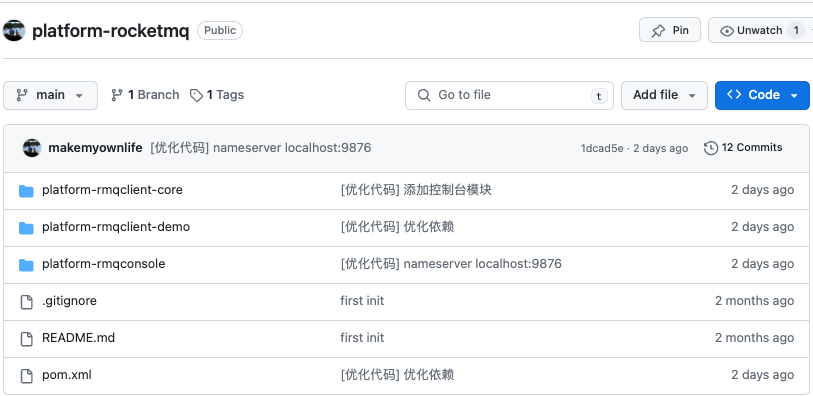 platform-rocketmq Public Pin Unwatch 1
main 1 Branch 1 Tags Go to file t Add file Code
makemyownlife [优化代码] nameserver localhost:9876 1dcad5e · 2 days ago 12 Commits
platform-rmqclient-core [优化代码] 添加控制台模块 2 days ago
platform-rmqclient-demo [优化代码] 优化依赖 2 days ago
platform-rmqconsole [优化代码] nameserver localhost:9876 2 days ago
.gitignore first init 2 months ago
README.md first init 2 months ago
pom.xml [优化代码] 优化依赖 2 days ago